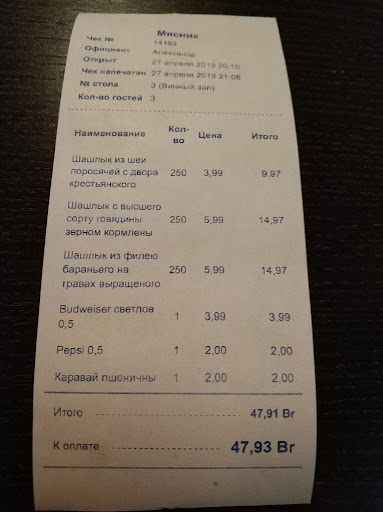 Мясник
Чек № 14193
Официант Александр
Открыт 27 апреля 2019 20:10
Чек напечатан 27 апреля 2019 21:06
№ стола 3 (Винный зал)
Кол-во гостей 3
Наименование Кол-во Цена Итого
Шашлык из шеи
поросячей с двора 250 3,99 9,97
крестьянского
Шашлык с высшего
сорту говядины 250 5,99 14,97
зерном кормлены
Шашлык из филею
бараньего на 250 5,99 14,97
травах выращеного
Budweiser светлое 1 3,99 3,99
0,5
Pepsi 0,5 1 2,00 2,00
Каравай пшеничны 1 2,00 2,00
Итого 47,91 Br
К оплате 47,93 Br